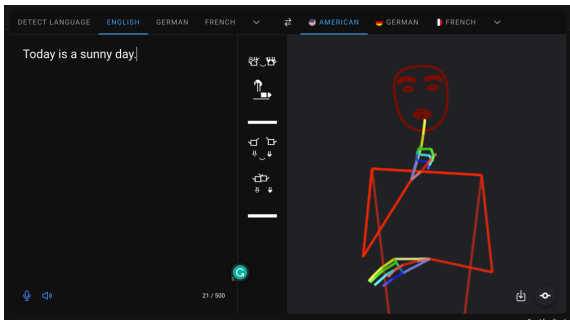 DETECT LANGUAGE ENGLISH GERMAN FRENCH AMERICAN GERMAN FRENCH
Today is a sunny day.
21 / 500